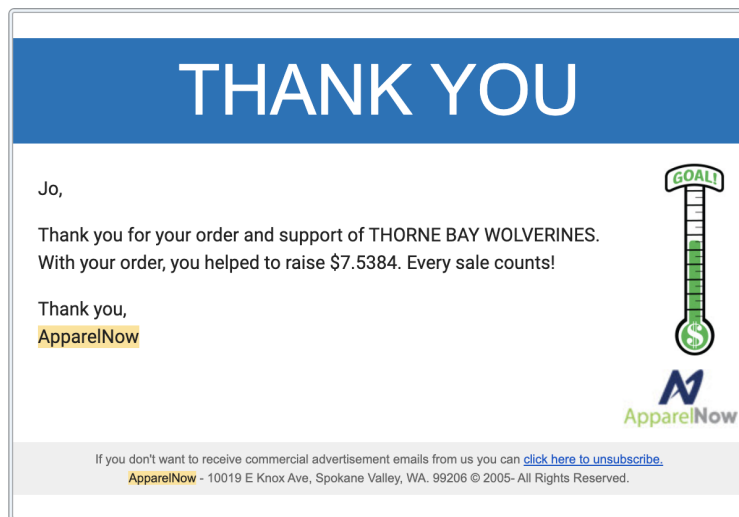 THANK YOU
Jo,
Thank you for your order and support of THORNE BAY WOLVERINES.
With your order, you helped to raise $7.5384. Every sale counts!
Thank you,
ApparelNow
GOAL!
$
ApparelNow
If you don't want to receive commercial advertisement emails from us you can click here to unsubscribe.
ApparelNow - 10019 E Knox Ave, Spokane Valley, WA. 99206 © 2005- All Rights Reserved.